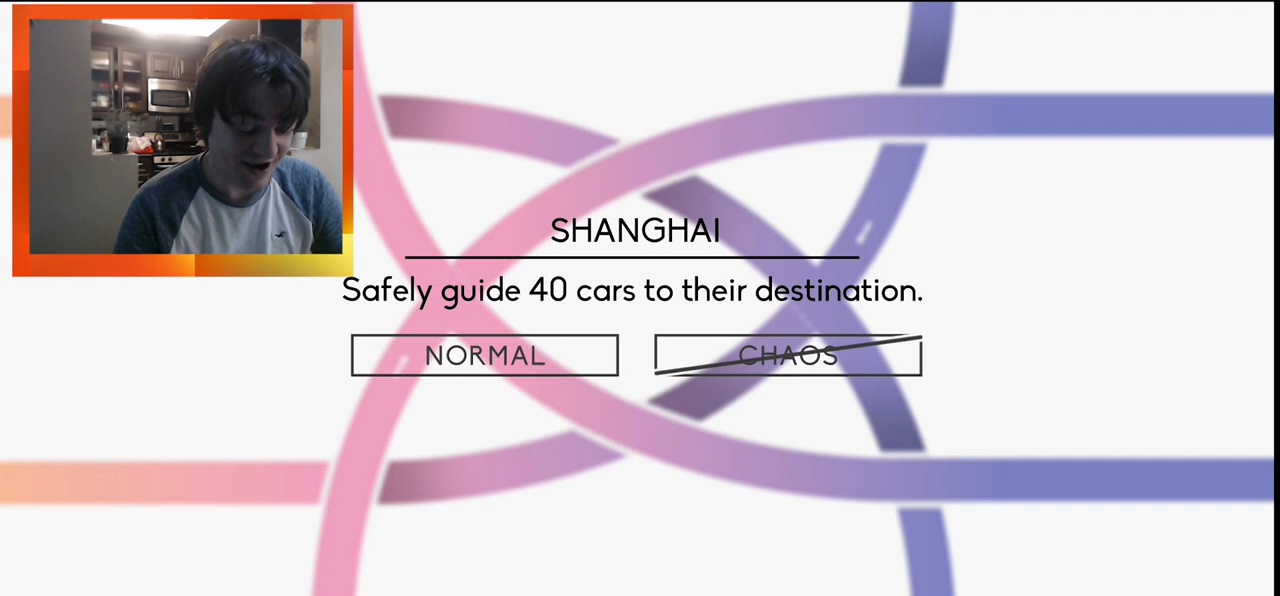 SHANGHAI
Safely guide 40 cars to their destination.
NORMAL
CHAOS